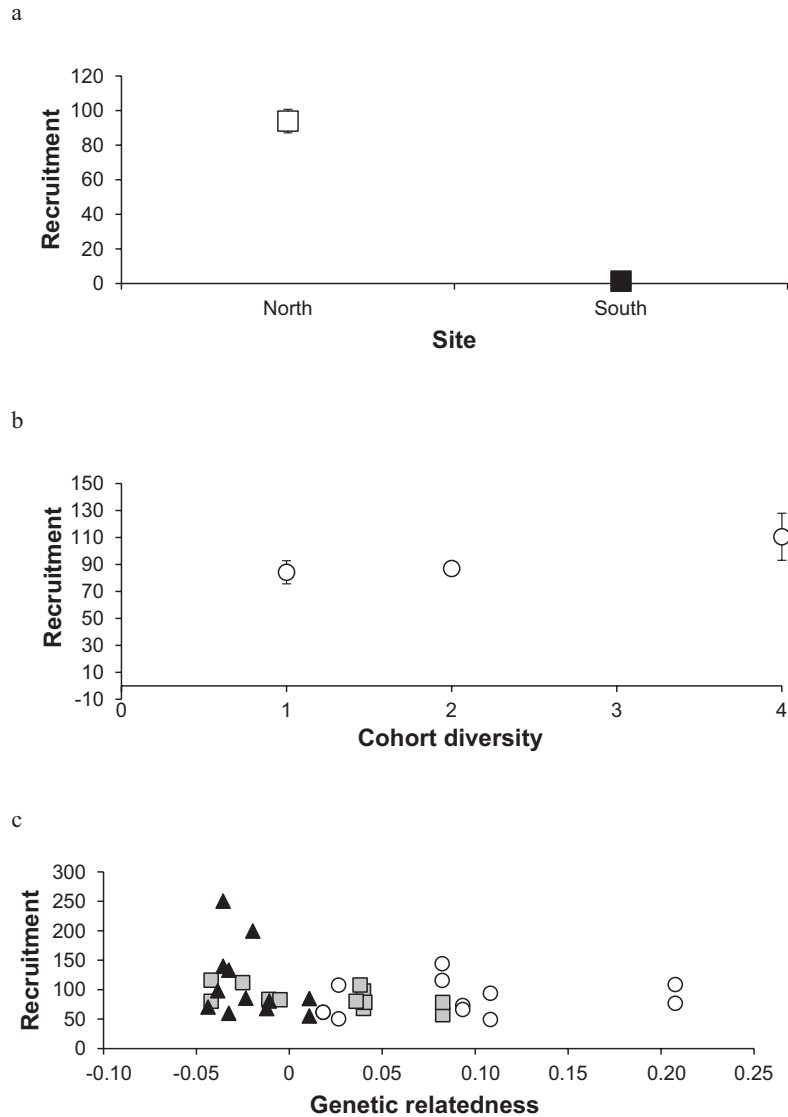 a
120
100
80
60
40
20
0
Recruitment
North South
Site
b
150
130
110
90
70
50
30
10
-10
Recruitment
0 1 2 3 4
Cohort diversity
c
300
250
200
150
100
50
0
Recruitment
-0.10 -0.05 0 0.05 0.10 0.15 0.20 0.25
Genetic relatedness